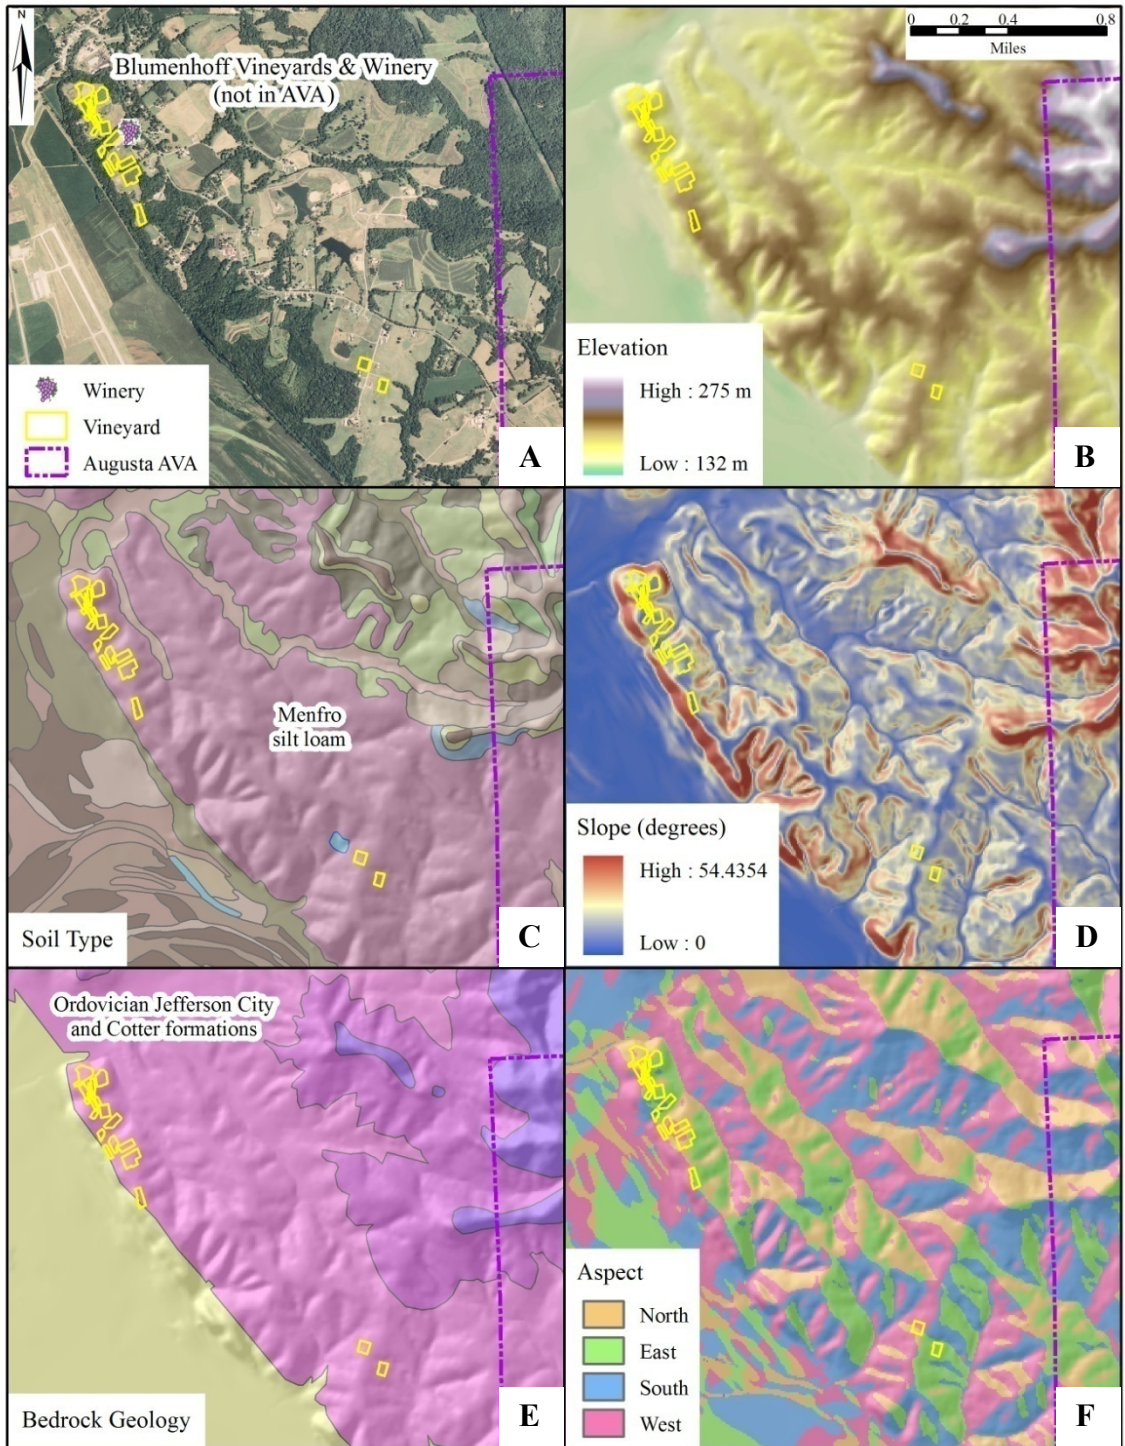 N
Blumenhoff Vineyards & Winery
(not in AVA)
Winery
Vineyard
Augusta AVA
A
0 0.2 0.4 0.8
Miles
Elevation
High : 275 m
Low : 132 m
B
Menfro
silt loam
Soil Type
C
Slope (degrees)
High : 54.4354
Low : 0
D
Ordovician Jefferson City
and Cotter formations
Bedrock Geology
E
Aspect
North
East
South
West
F